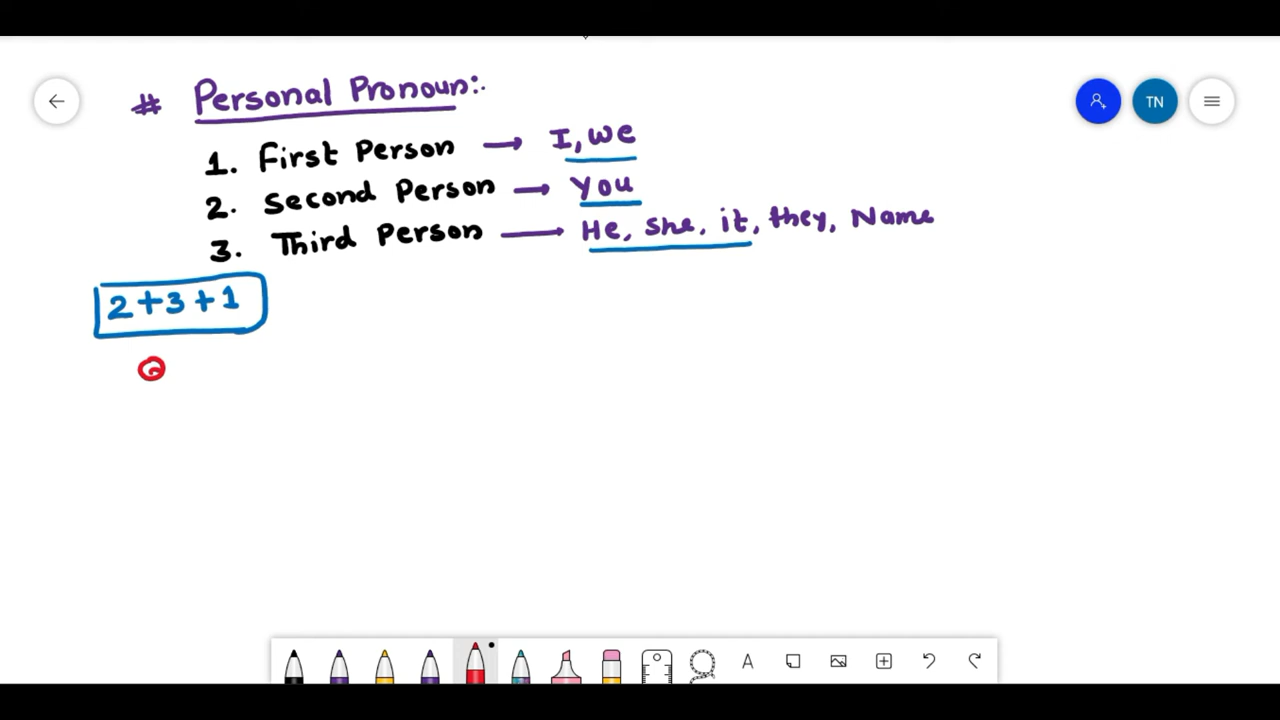 # Personal Pronoun:-
1. First Person → I, we
2. Second Person → You
3. Third Person → He, she, it, they, Name
2+3+1
TN
A